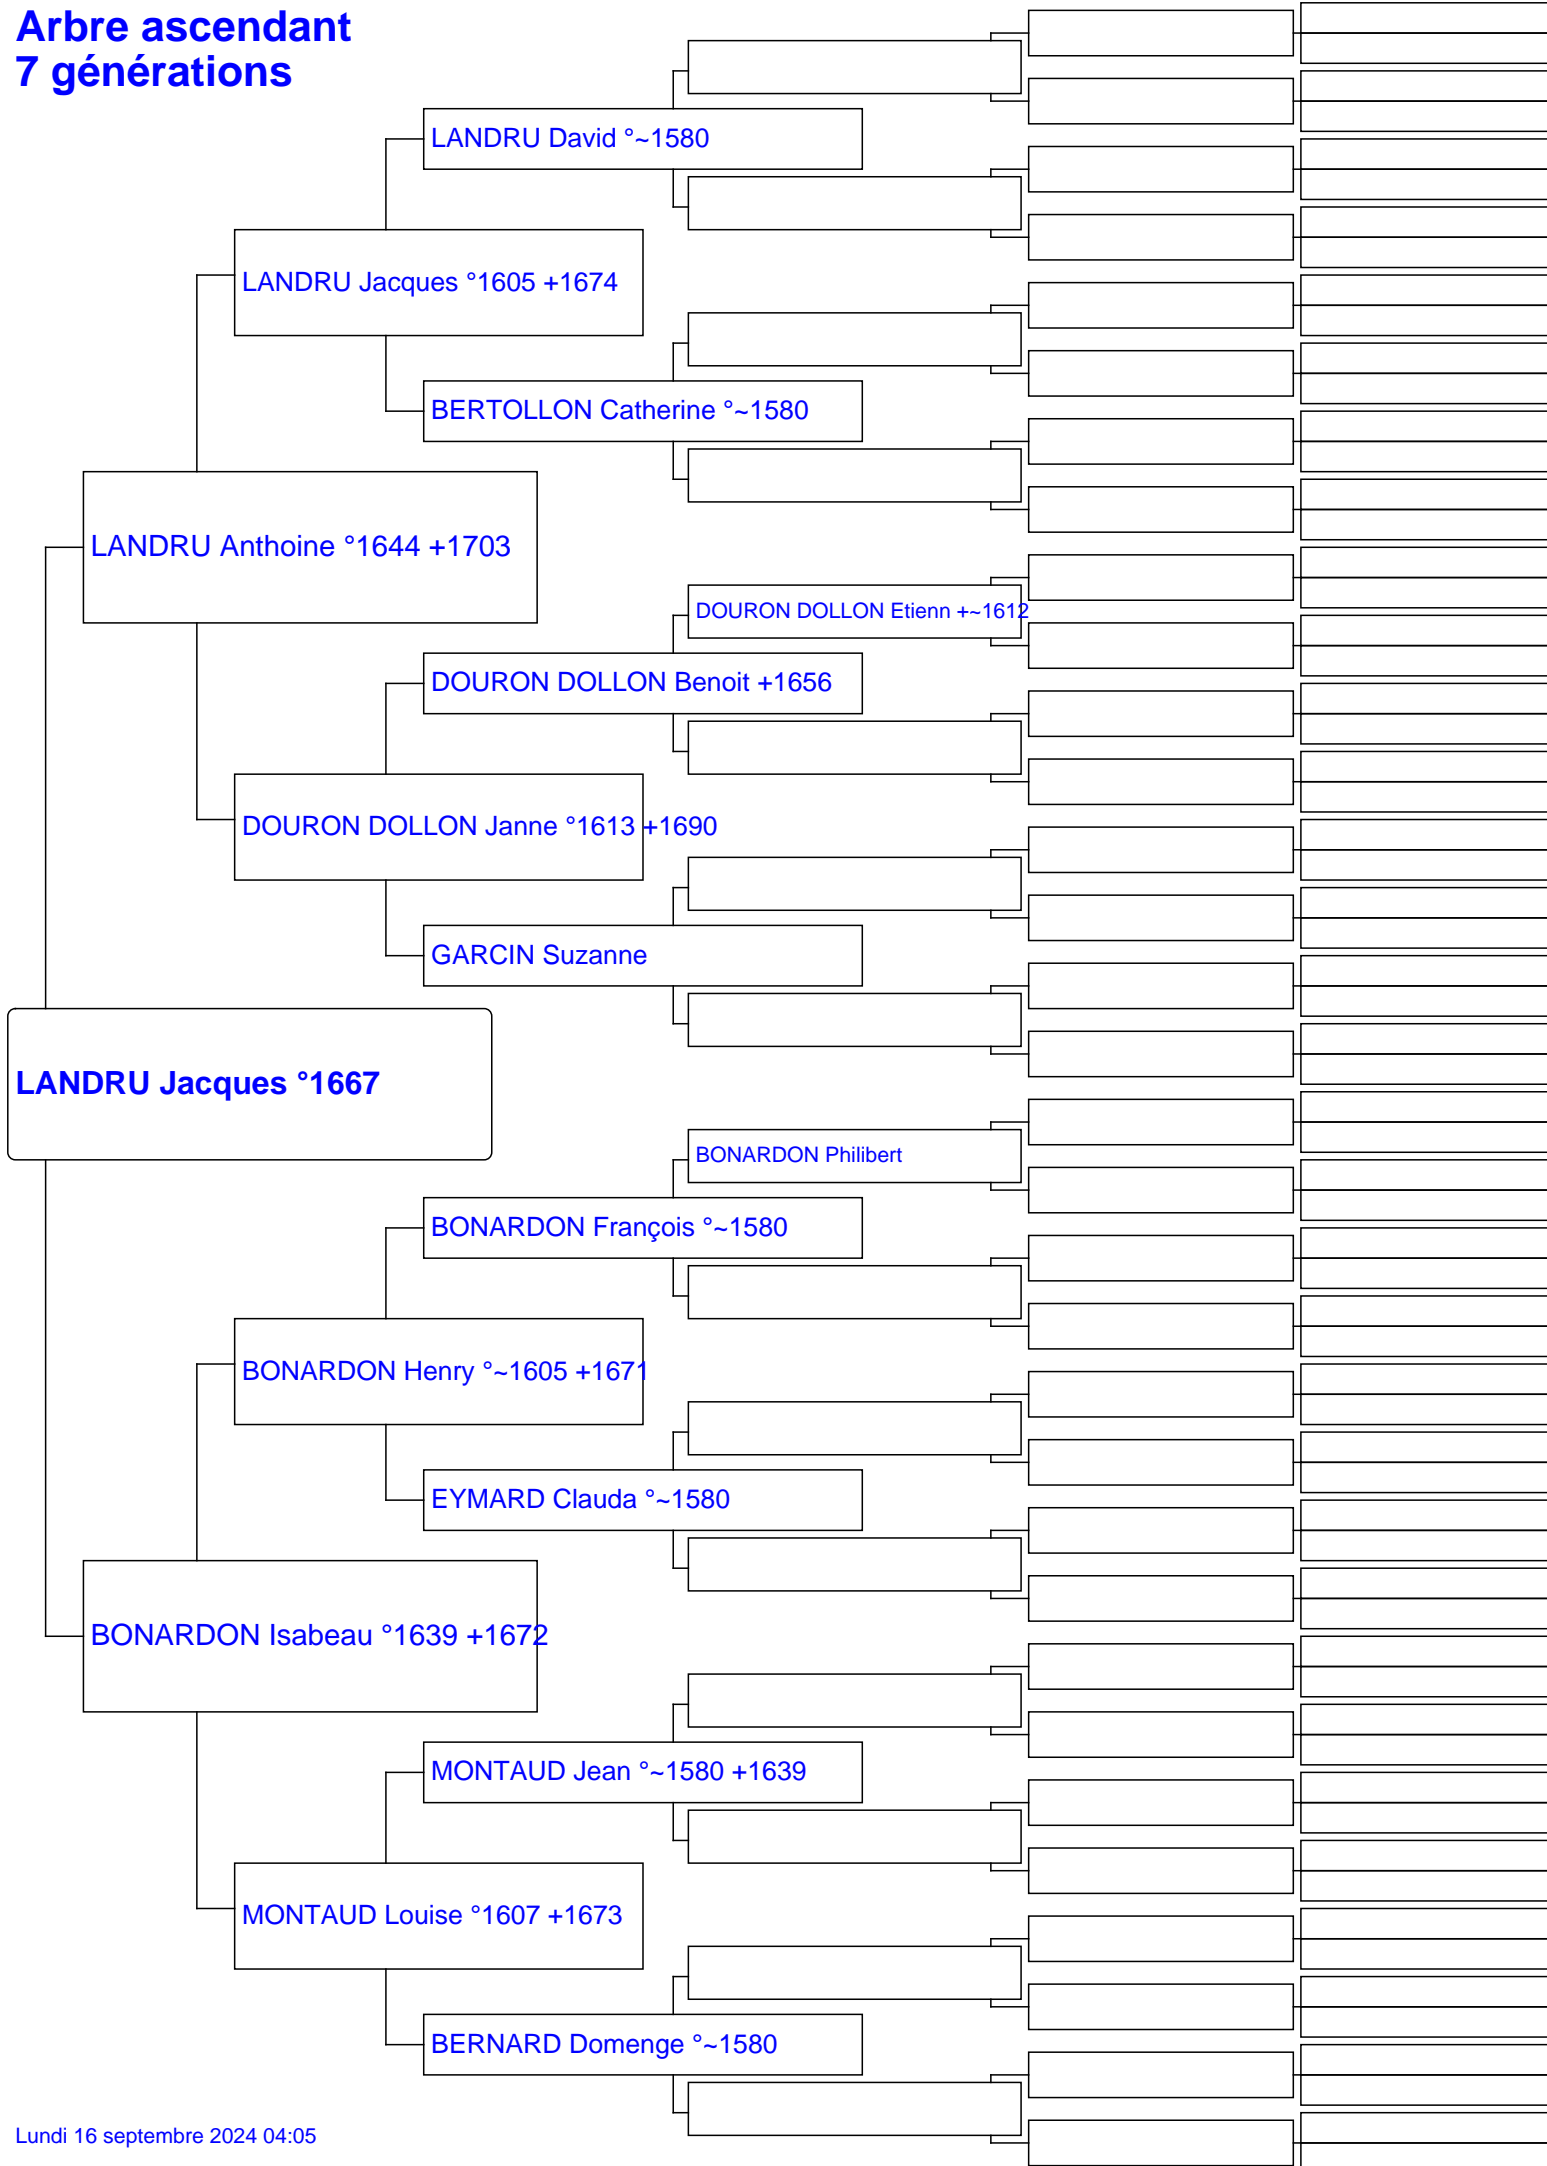 Arbre ascendant
7 générations
LANDRU David °~1580
LANDRU Jacques °1605 +1674
BERTOLLON Catherine °~1580
LANDRU Anthoine °1644 +1703
DOURON DOLLON Etienn +~1612
DOURON DOLLON Benoit +1656
DOURON DOLLON Janne °1613 +1690
GARCIN Suzanne
LANDRU Jacques °1667
BONARDON Philibert
BONARDON François °~1580
BONARDON Henry °~1605 +1671
EYMARD Clauda °~1580
BONARDON Isabeau °1639 +1672
MONTAUD Jean °~1580 +1639
MONTAUD Louise °1607 +1673
BERNARD Domenge °~1580
Lundi 16 septembre 2024 04:05